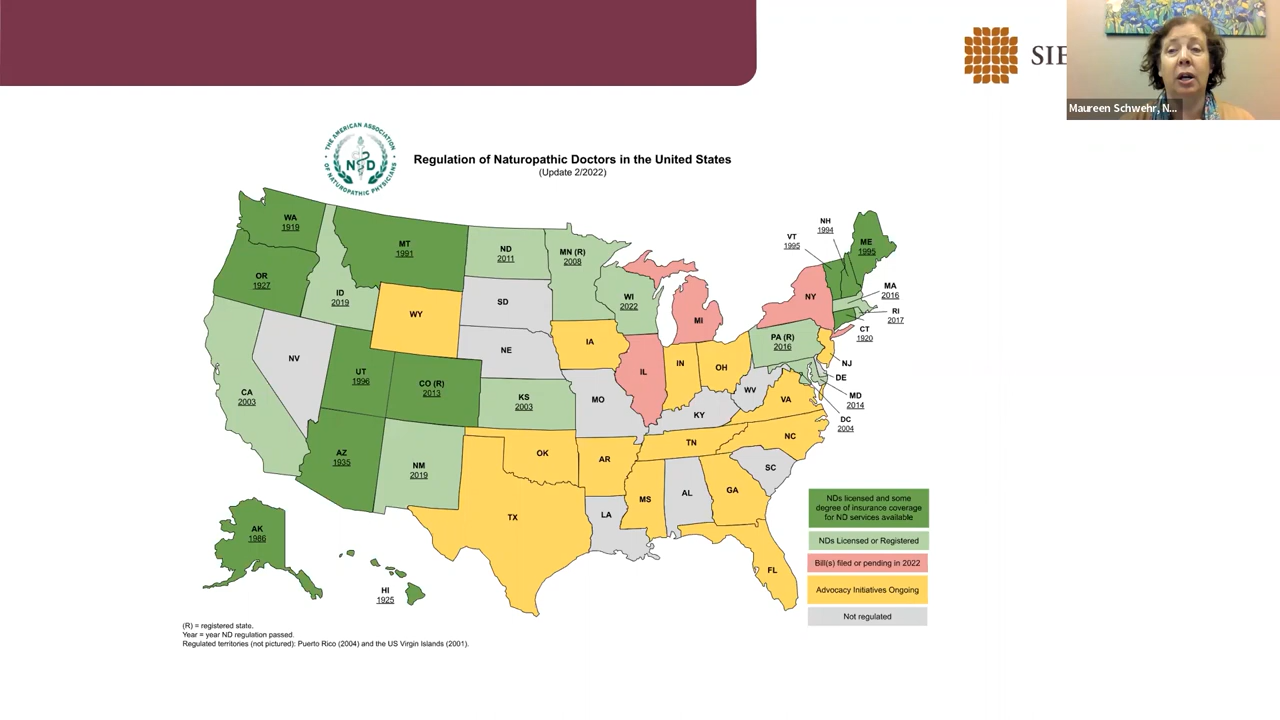 SIE
Maureen Schwehr, N...
THE AMERICAN ASSOCIATION
OF NATUROPATHIC PHYSICIANS
ND
Regulation of Naturopathic Doctors in the United States
(Update 2/2022)
WA
1919
MT
1991
ND
2011
MN (R)
2008
NH
1994
VT
1995
ME
1995
OR
1927
ID
2019
WY
SD
WI
2022
MI
NY
MA
2016
RI
2017
CT
1920
NV
UT
1996
CO (R)
2013
NE
IA
IL
IN
OH
PA (R)
2016
NJ
DE
MD
2014
DC
2004
CA
2003
KS
2003
MO
KY
WV
VA
AZ
1935
NM
2019
OK
AR
TN
NC
SC
TX
LA
MS
AL
GA
FL
AK
1986
HI
1925
NDs licensed and some
degree of insurance coverage
for ND services available
NDs Licensed or Registered
Bill(s) filed or pending in 2022
Advocacy Initiatives Ongoing
Not regulated
(R) = registered state.
Year = year ND regulation passed.
Regulated territories (not pictured): Puerto Rico (2004) and the US Virgin Islands (2001).